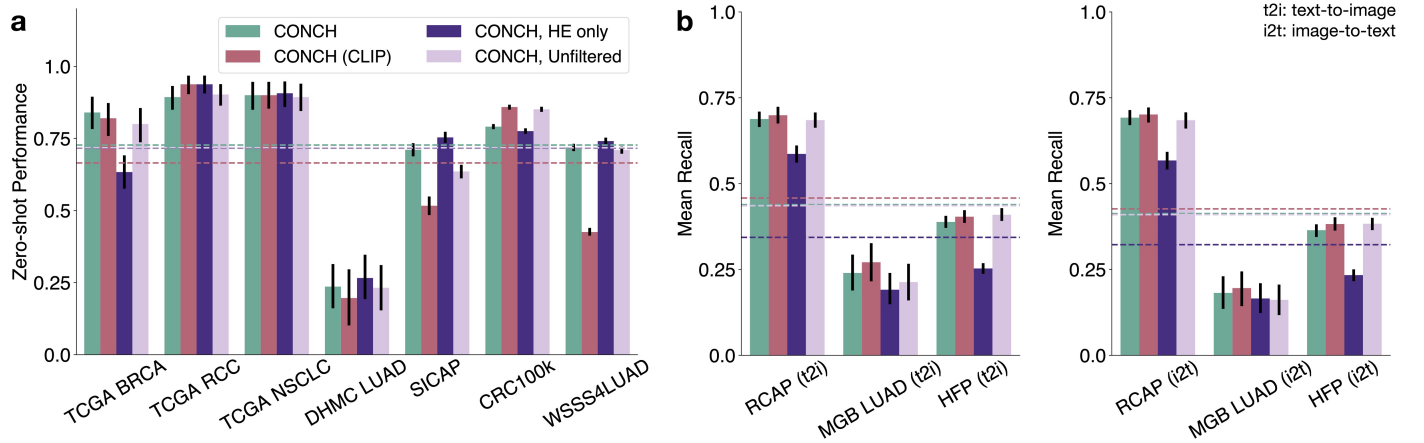 a
CONCH
CONCH (CLIP)
CONCH, HE only
CONCH, Unfiltered
Zero-shot Performance
1.0
0.75
0.5
0.25
0.0
TCGA BRCA
TCGA RCC
TCGA NSCLC
DHMC LUAD
SICAP
CRC100k
WSSS4LUAD
b
Mean Recall
1.0
0.75
0.5
0.25
0.0
RCAP (t2i)
MGB LUAD (t2i)
HFP (t2i)
t2i: text-to-image
i2t: image-to-text
Mean Recall
1.0
0.75
0.5
0.25
0.0
RCAP (i2t)
MGB LUAD (i2t)
HFP (i2t)